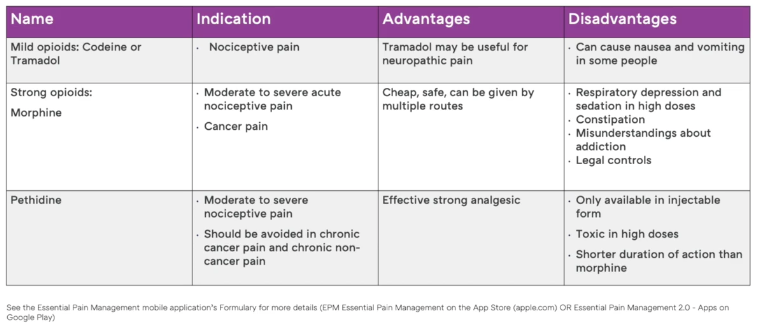 Name Indication Advantages Disadvantages
Mild opioids: Codeine or
Tramadol
· Nociceptive pain
Tramadol may be useful for
neuropathic pain
· Can cause nausea and vomiting
in some people
Strong opioids:
Morphine
· Moderate to severe acute
nociceptive pain
· Cancer pain
Cheap, safe, can be given by
multiple routes
· Respiratory depression and
sedation in high doses
· Constipation
· Misunderstandings about
addiction
· Legal controls
Pethidine
· Moderate to severe
nociceptive pain
· Should be avoided in chronic
cancer pain and chronic non-
cancer pain
Effective strong analgesic
· Only available in injectable
form
· Toxic in high doses
· Shorter duration of action than
morphine
See the Essential Pain Management mobile application's Formulary for more details (EPM Essential Pain Management on the App Store (apple.com) OR Essential Pain Management 2.0 - Apps on
Google Play)